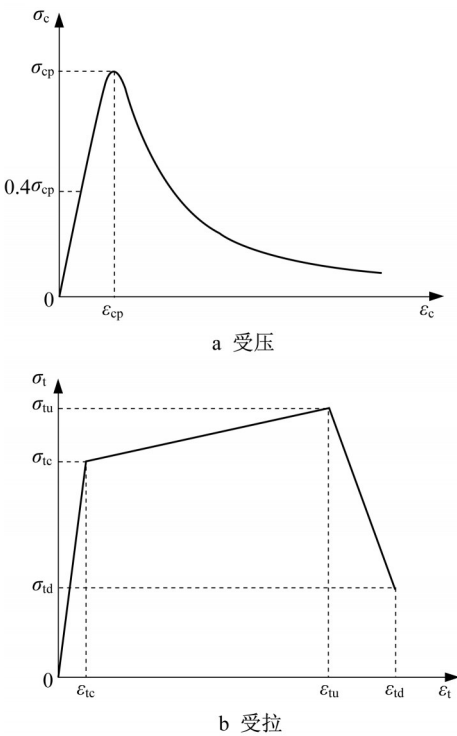 σc
σcp
0.4σcp
0
εcp
εc
a 受压
σt
σtu
σtc
σtd
0
εtc
εtu
εtd
εt
b 受拉